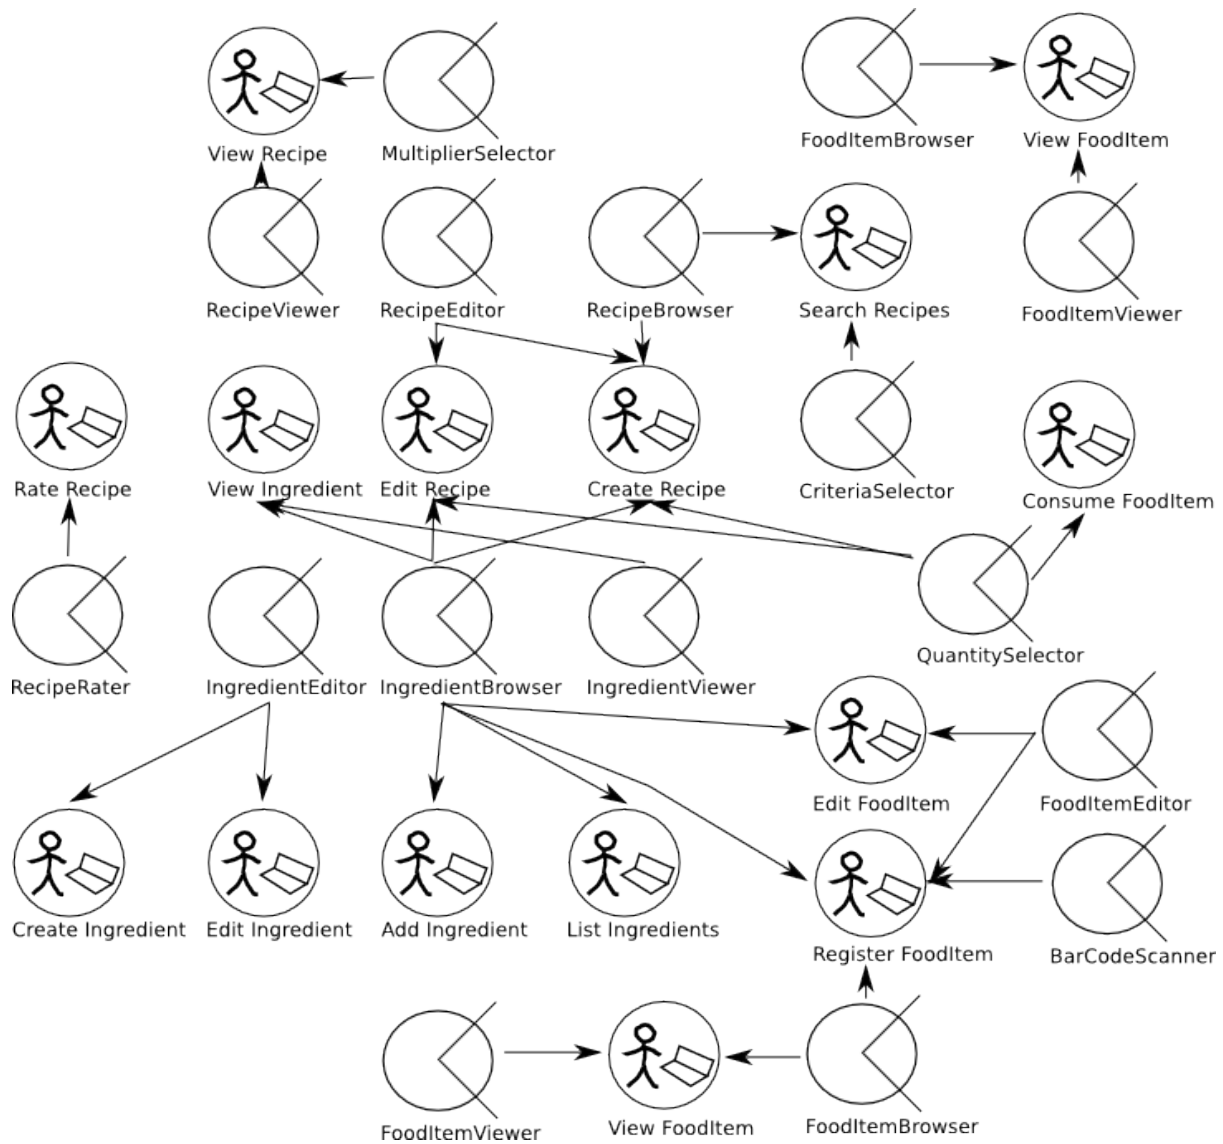 FoodItemBrowser
View FoodItem
View Recipe
MultiplierSelector
RecipeViewer
RecipeEditor
RecipeBrowser
Search Recipes
FoodItemViewer
Rate Recipe
View Ingredient
Edit Recipe
Create Recipe
CriteriaSelector
Consume FoodItem
QuantitySelector
RecipeRater
IngredientEditor
IngredientBrowser
IngredientViewer
Edit FoodItem
FoodItemEditor
Create Ingredient
Edit Ingredient
Add Ingredient
List Ingredients
Register FoodItem
BarCodeScanner
FoodItemViewer
View FoodItem
FoodItemBrowser